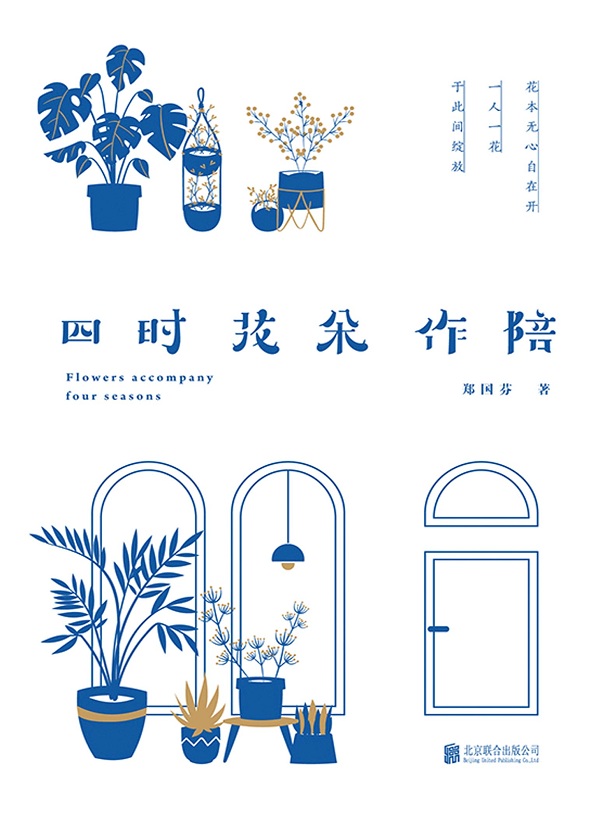 花本无心自在开
一人一花
于此间绽放
四时花朵作陪
Flowers accompany
four seasons
郑国芬 著
北京联合出版公司
Beijing United Publishing Co.,Ltd.